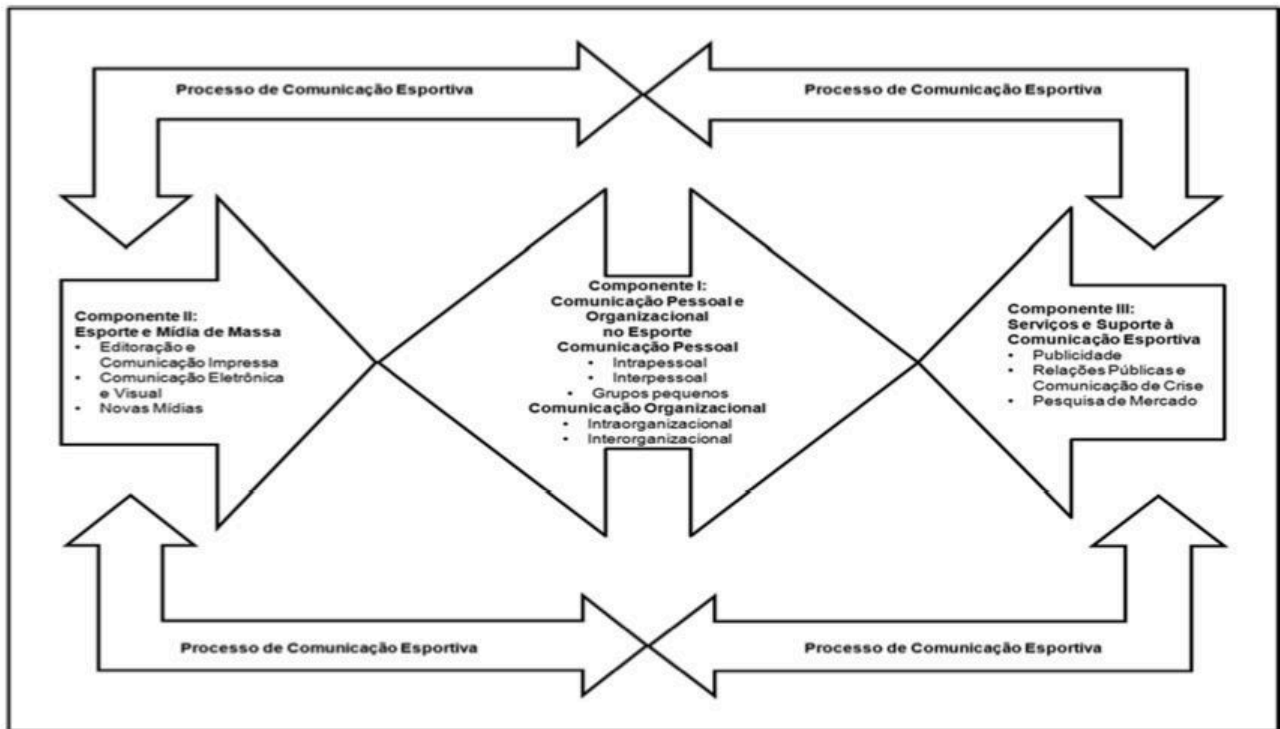 Processo de Comunicação Esportiva
Processo de Comunicação Esportiva
Componente II:
Esporte e Mídia de Massa
• Editoração e
Comunicação Impressa
• Comunicação Eletrônica
e Visual
• Novas Mídias
Componente I:
Comunicação Pessoal e
Organizacional
no Esporte
Comunicação Pessoal
• Intrapessoal
• Interpessoal
• Grupos pequenos
Comunicação Organizacional
• Intraorganizacional
• Interorganizacional
Componente III:
Serviços e Suporte à
Comunicação Esportiva
• Publicidade
• Relações Públicas e
Comunicação de Crise
• Pesquisa de Mercado
Processo de Comunicação Esportiva
Processo de Comunicação Esportiva